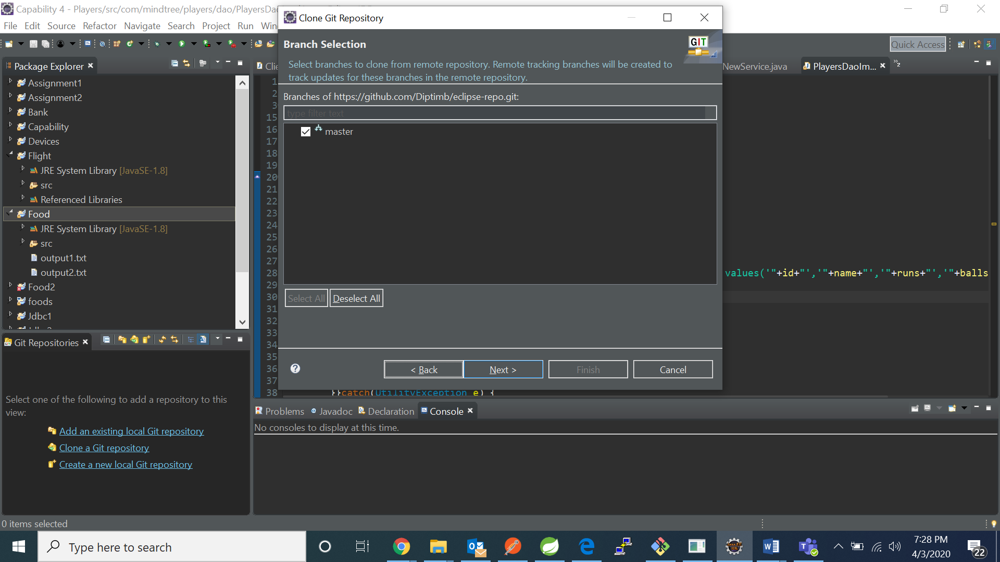 Capability 4 - Players/src/com/mindtree/players/dao/PlayersDao
File Edit Source Refactor Navigate Search Project Run Win
Quick Access
Clone Git Repository
Branch Selection
GIT
Select branches to clone from remote repository. Remote tracking branches will be created to
track updates for these branches in the remote repository.
Branches of https://github.com/Diptimb/eclipse-repo.git:
type filter text
master
Select All
Deselect All
< Back
Next >
Finish
Cancel
Package Explorer
Assignment1
Assignment2
Bank
Capability
Devices
Flight
JRE System Library [JavaSE-1.8]
src
Referenced Libraries
Food
JRE System Library [JavaSE-1.8]
src
output1.txt
output2.txt
Food2
foods
Jdbc1
Clie
NewService.java
PlayersDaoIm...
1
2
3
15
16
17
18
19
20
21
22
23
24
25
26
27
28 values('"+id+"','"+name+"','"+runs+"','"+balls
29
30
31
32
33
34
35
36
37
38 }}catch(UtilityException e) {
Git Repositories
Select one of the following to add a repository to this
view:
Add an existing local Git repository
Clone a Git repository
Create a new local Git repository
Problems
Javadoc
Declaration
Console
No consoles to display at this time.
0 items selected
Type here to search
7:28 PM
4/3/2020
22